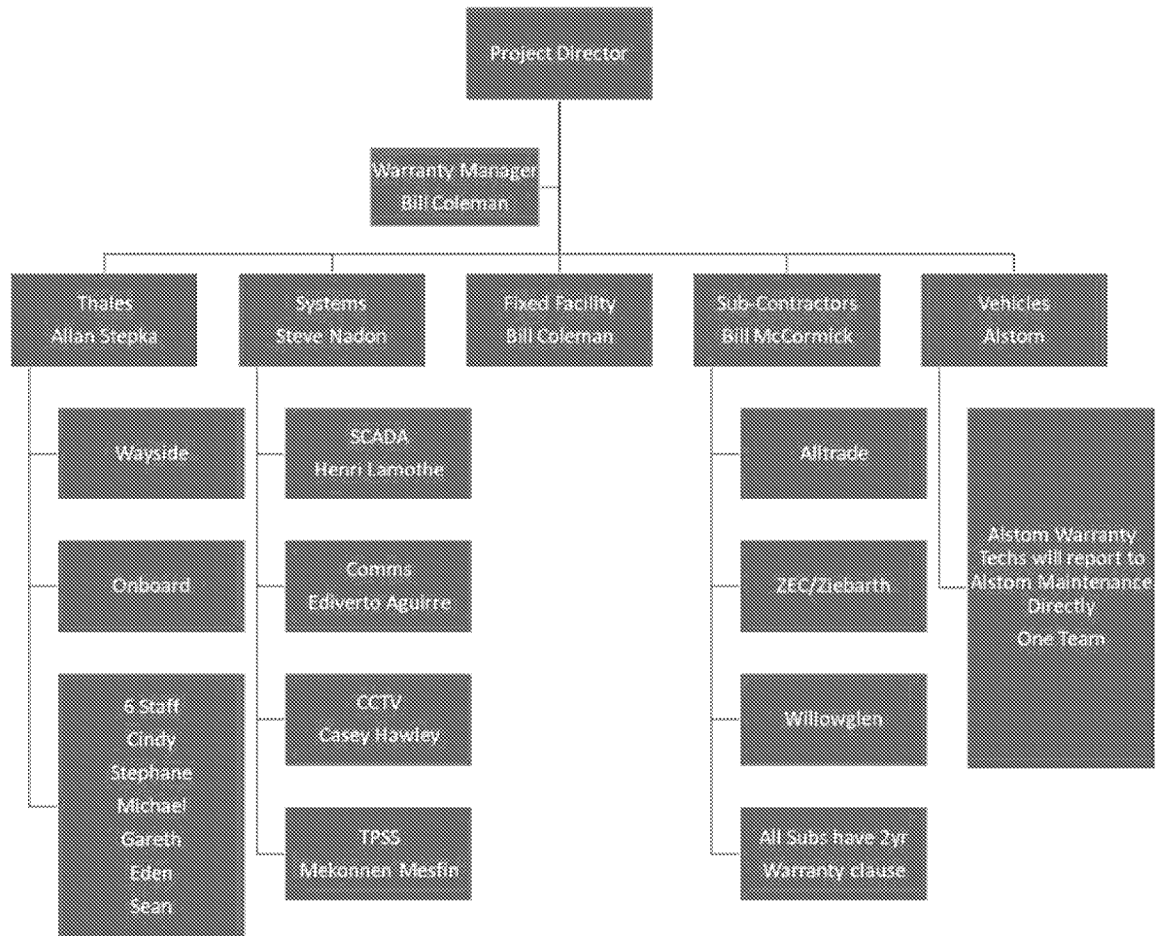 Project Director
Warranty Manager
Bill Coleman
Thales
Allan Stepka
Systems
Steve Nadon
Fixed Facility
Bill Coleman
Sub-Contractors
Bill McCormick
Vehicles
Alstom
Wayside
Onboard
6 Staff
Cindy
Stephane
Michael
Gareth
Eden
Sean
SCADA
Henri Lamothe
Comms
Ediverto Aguirre
CCTV
Casey Hawley
TPSS
Mekonnen Mesfin
Alltrade
ZEC/Ziebarth
Willowglen
All Subs have 2yr
Warranty clause
Alstom Warranty
Techs will report to
Alstom Maintenance
Directly
One Team